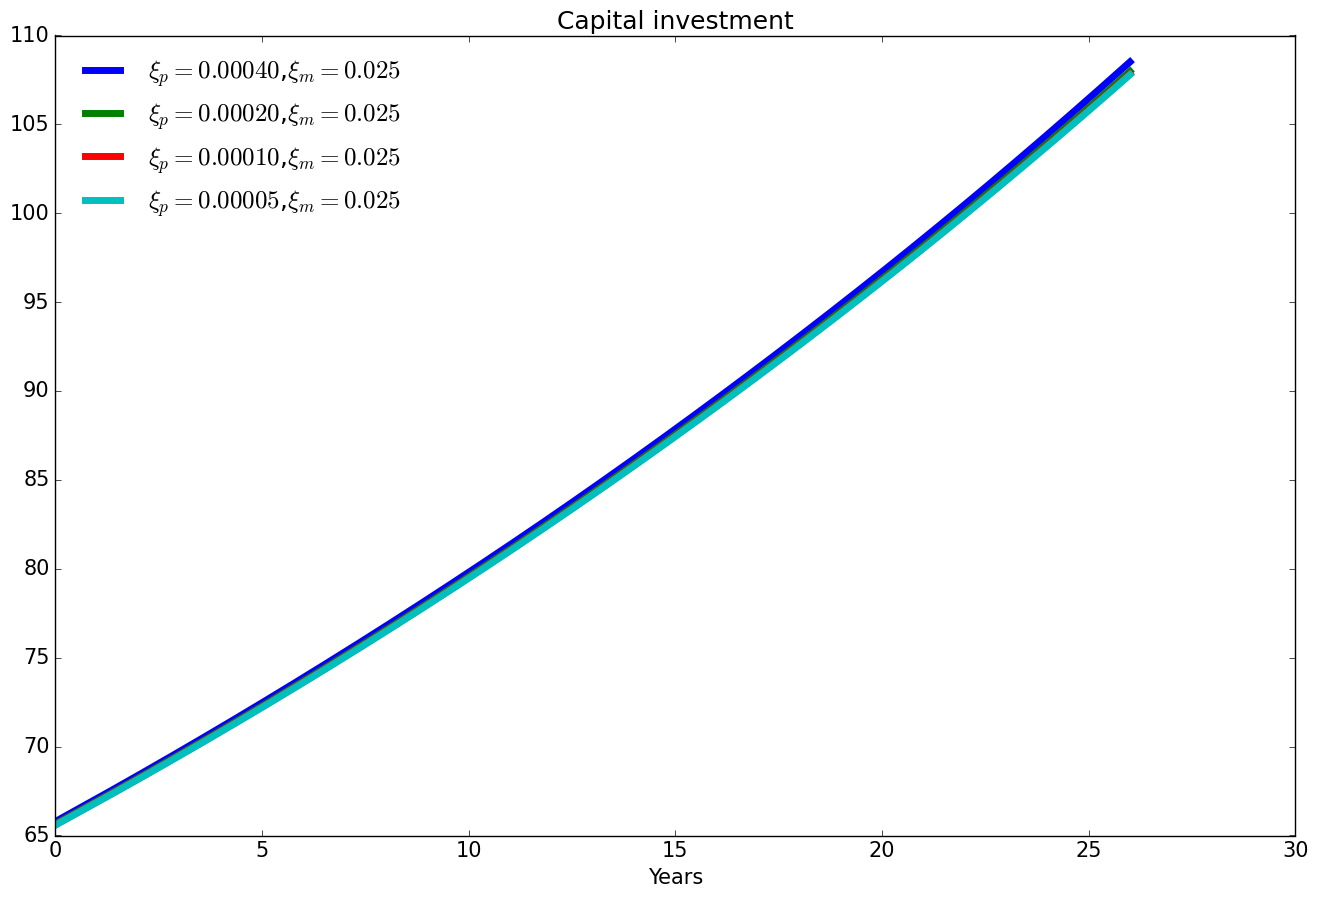 Capital investment
110
105
100
95
90
85
80
75
70
65
ξp = 0.00040,ξm = 0.025
ξp = 0.00020,ξm = 0.025
ξp = 0.00010,ξm = 0.025
ξp = 0.00005,ξm = 0.025
0 5 10 15 20 25 30
Years